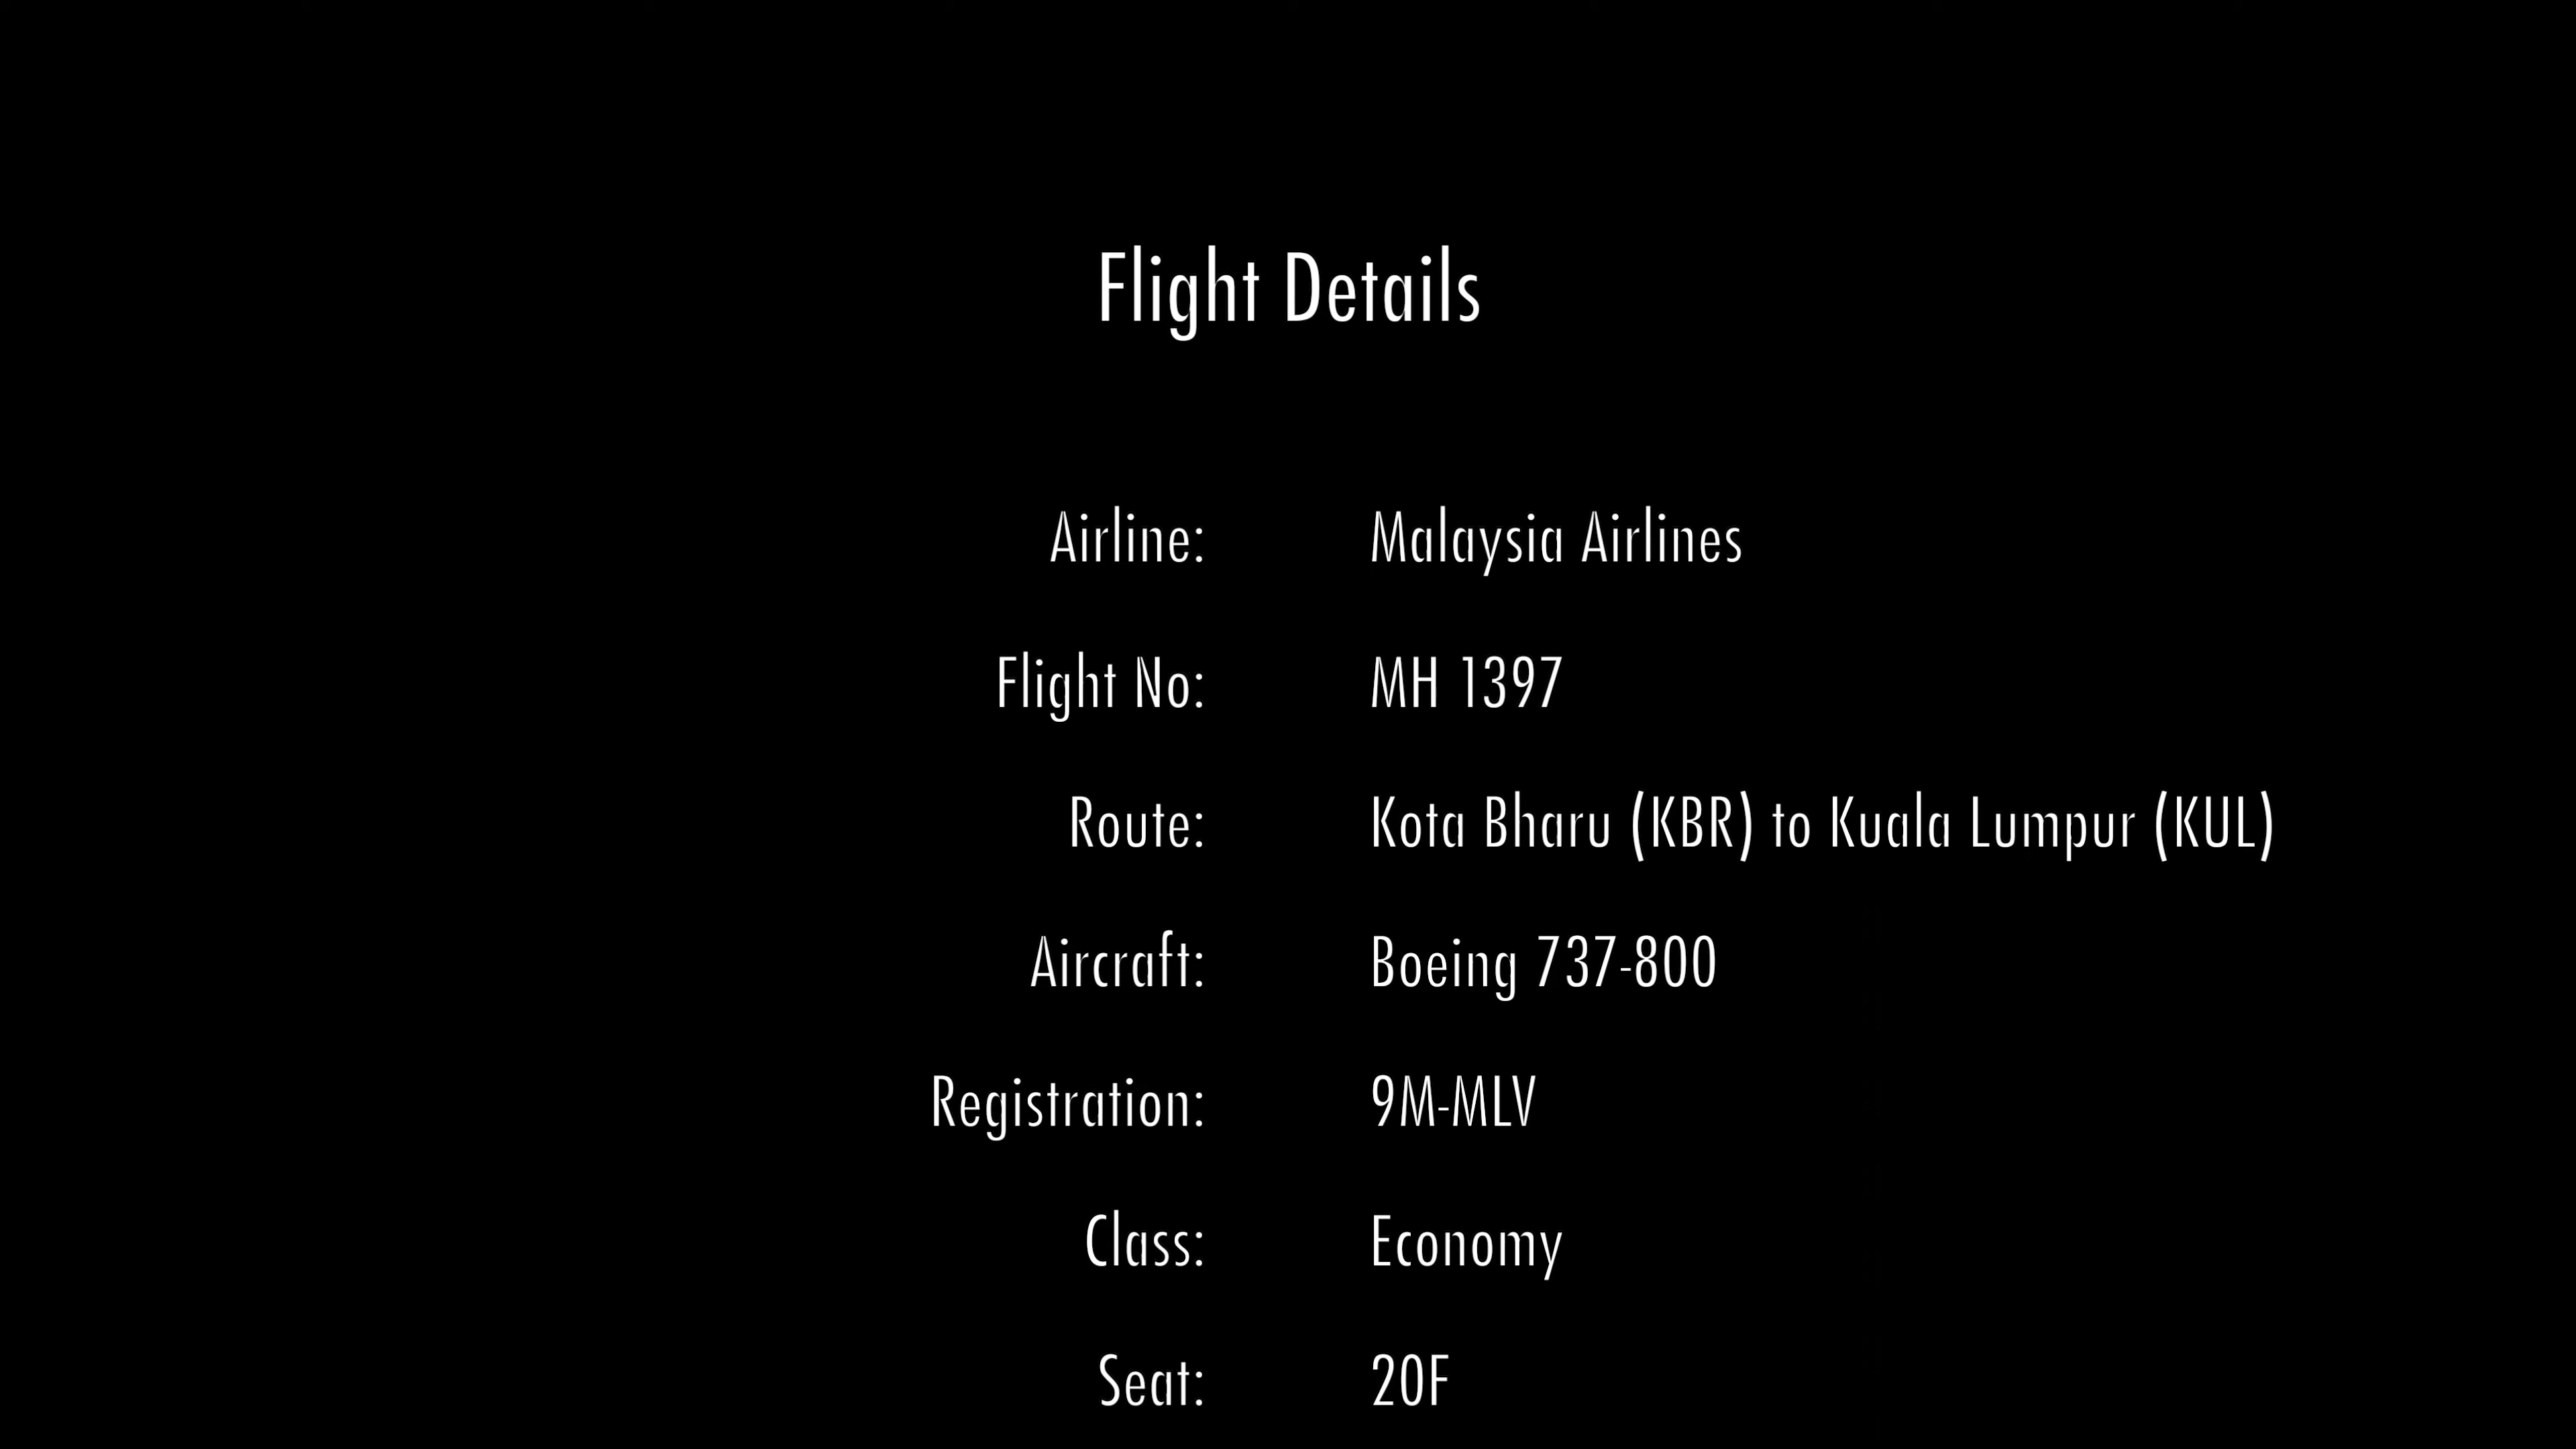 Flight Details
Airline: Malaysia Airlines
Flight No: MH 1397
Route: Kota Bharu (KBR) to Kuala Lumpur (KUL)
Aircraft: Boeing 737-800
Registration: 9M-MLV
Class: Economy
Seat: 20F